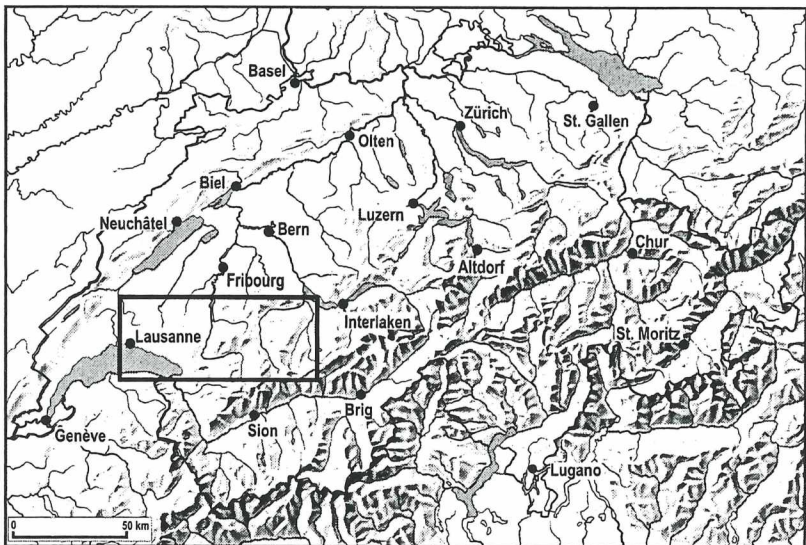 Basel
Zürich
St. Gallen
Olten
Biel
Luzern
Neuchâtel
Bern
Chur
Altdorf
Fribourg
Interlaken
Lausanne
St. Moritz
Brig
Sion
Genève
Lugano
0 50 km